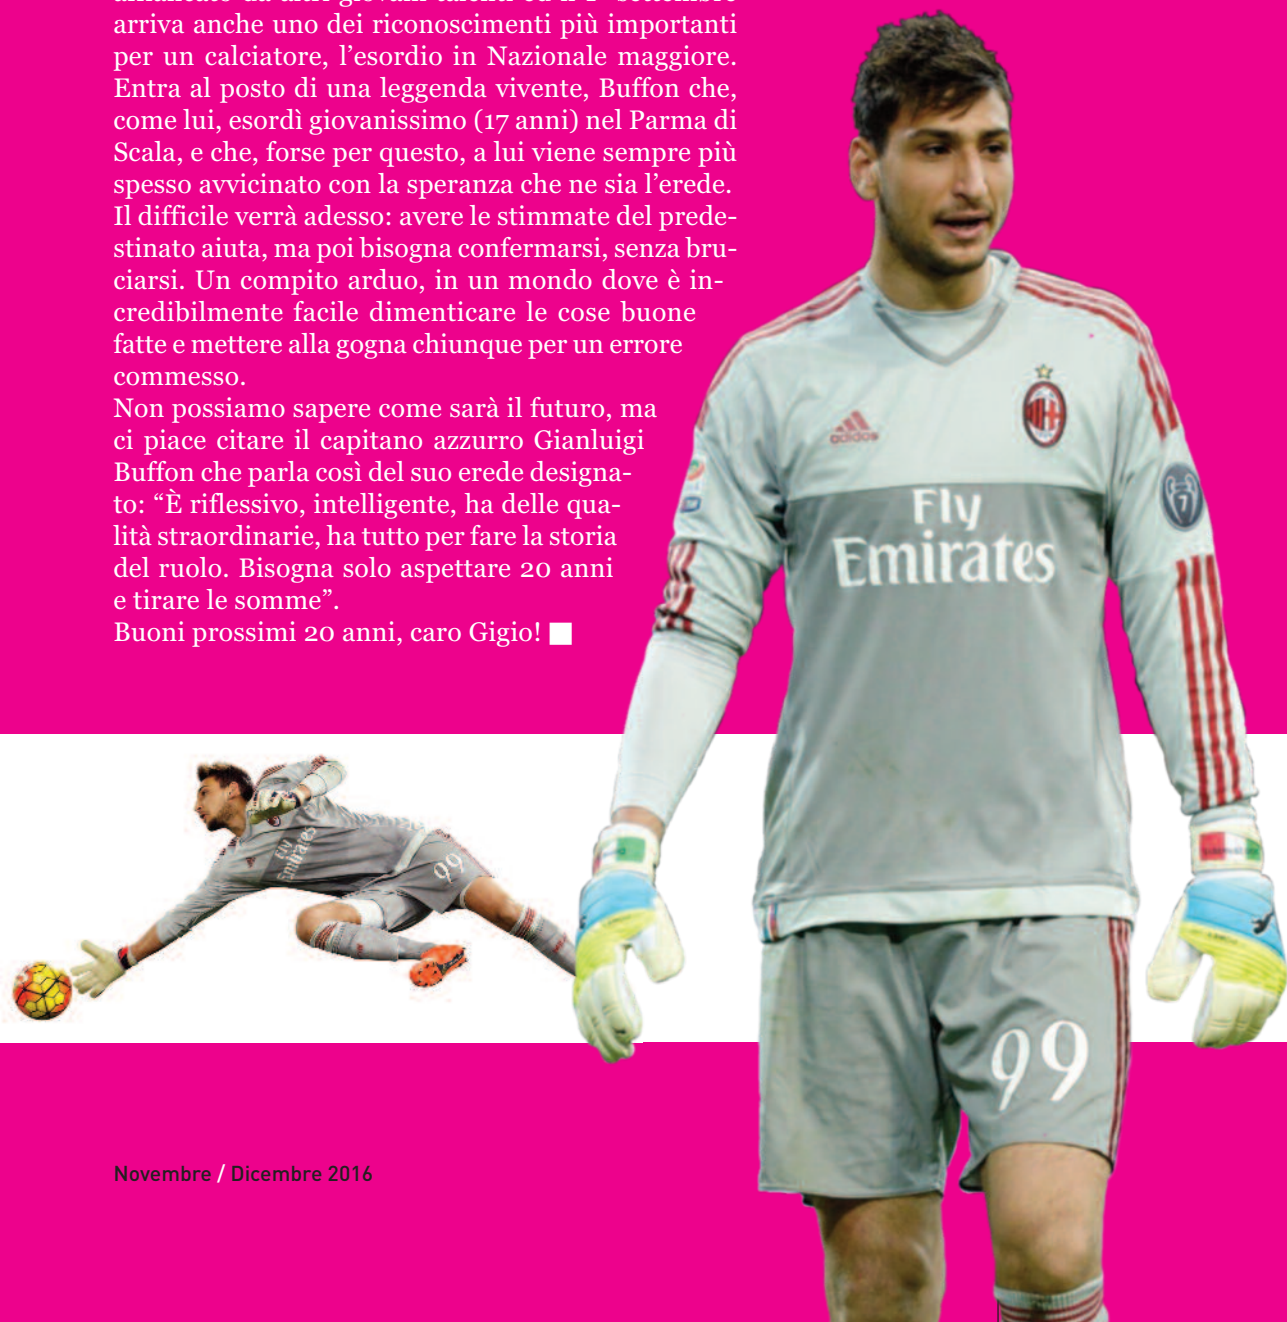 arriva anche uno dei riconoscimenti più importanti
per un calciatore, l’esordio in Nazionale maggiore.
Entra al posto di una leggenda vivente, Buffon che,
come lui, esordì giovanissimo (17 anni) nel Parma di
Scala, e che, forse per questo, a lui viene sempre più
spesso avvicinato con la speranza che ne sia l’erede.
Il difficile verrà adesso: avere le stimmate del prede-
stinato aiuta, ma poi bisogna confermarsi, senza bru-
ciarsi. Un compito arduo, in un mondo dove è in-
credibilmente facile dimenticare le cose buone
fatte e mettere alla gogna chiunque per un errore
commesso.
Non possiamo sapere come sarà il futuro, ma
ci piace citare il capitano azzurro Gianluigi
Buffon che parla così del suo erede designa-
to: “È riflessivo, intelligente, ha delle qua-
lità straordinarie, ha tutto per fare la storia
del ruolo. Bisogna solo aspettare 20 anni
e tirare le somme”.
Buoni prossimi 20 anni, caro Gigio!
adidas
7
Fly
Emirates
Fly
Emirates
99
99
Novembre / Dicembre 2016